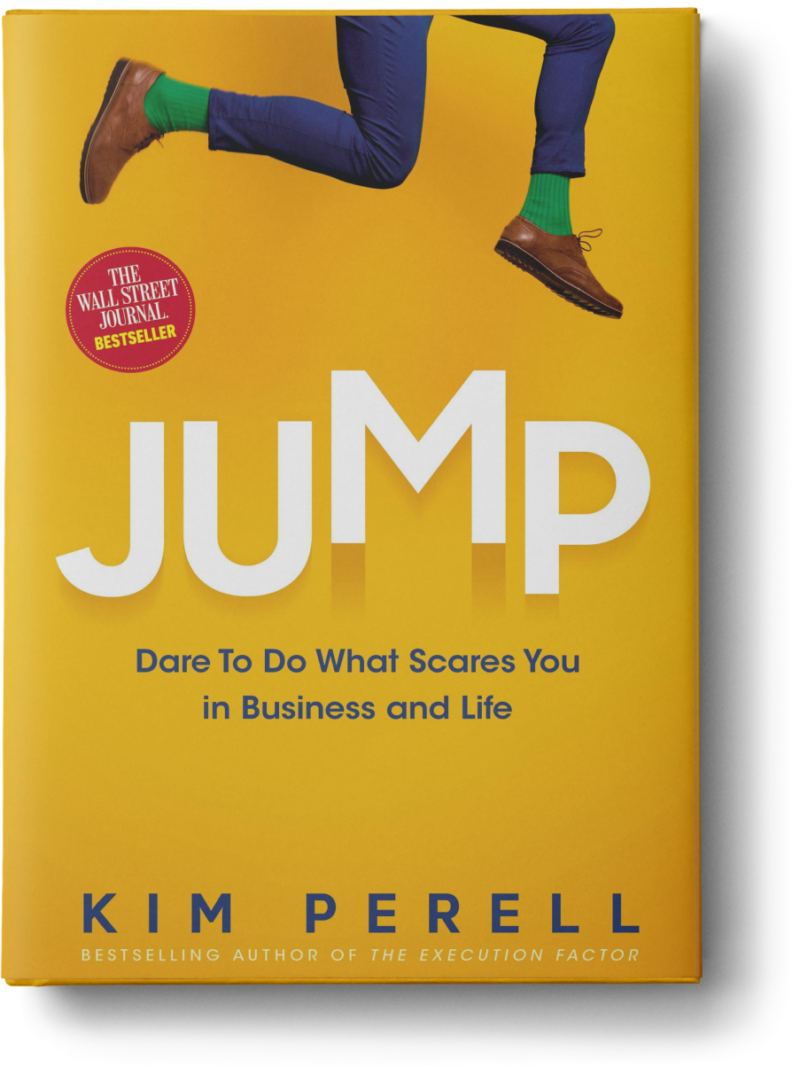 THE
WALL STREET
JOURNAL.
BESTSELLER
JUMP
Dare To Do What Scares You
in Business and Life
KIM PERELL
BESTSELLING AUTHOR OF THE EXECUTION FACTOR